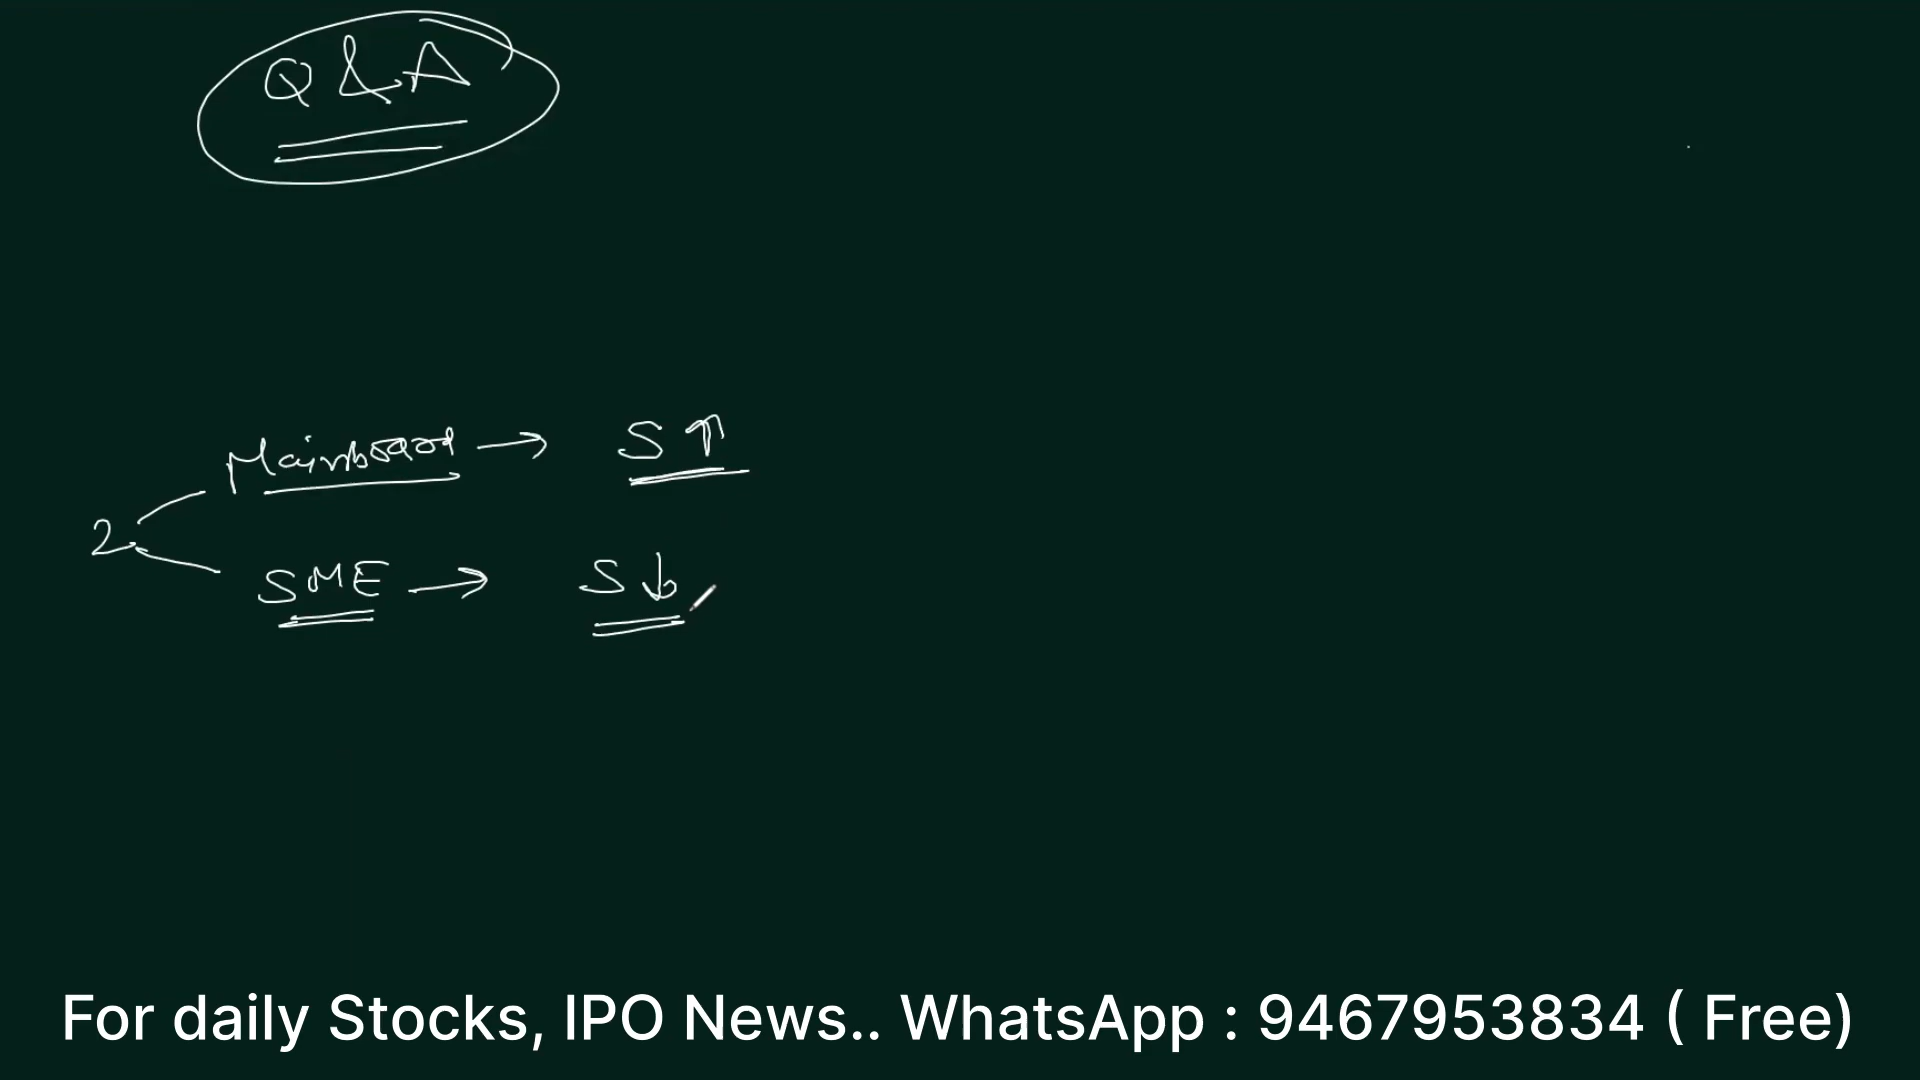 Q & A
Mainboard → S ↑
2
SME → S ↓
For daily Stocks, IPO News.. WhatsApp : 9467953834 ( Free)